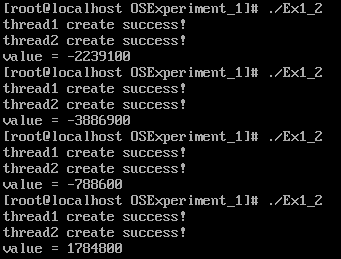 [root@localhost OSExperiment_1]# ./Ex1_2
thread1 create success!
thread2 create success!
value = -2239100
[root@localhost OSExperiment_1]# ./Ex1_2
thread1 create success!
thread2 create success!
value = -3886900
[root@localhost OSExperiment_1]# ./Ex1_2
thread1 create success!
thread2 create success!
value = -788600
[root@localhost OSExperiment_1]# ./Ex1_2
thread1 create success!
thread2 create success!
value = 1784800